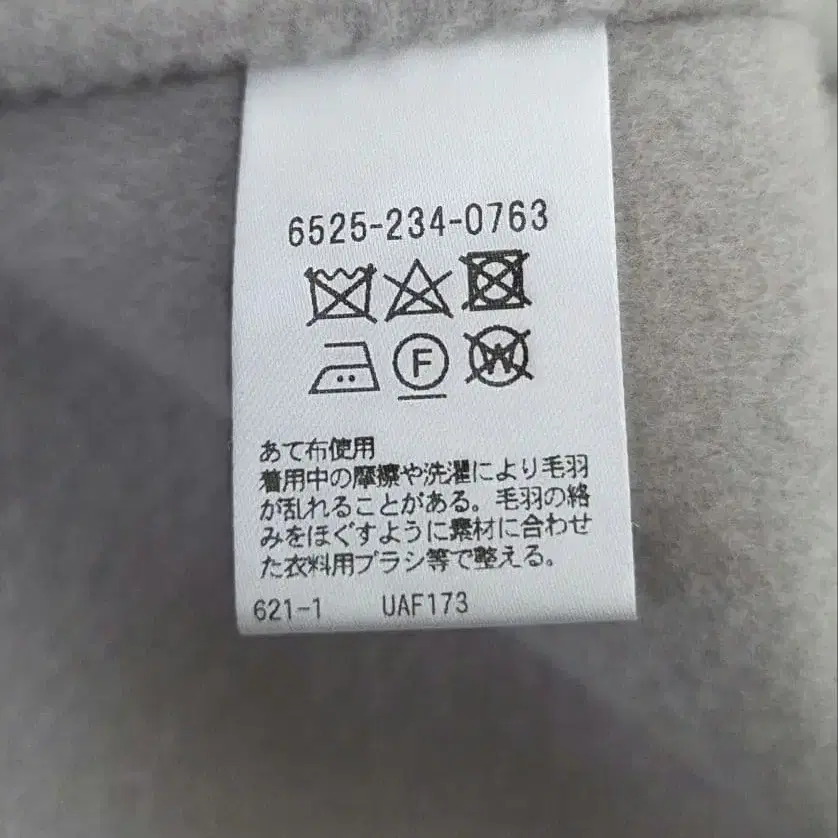 6525-234-0763
F
W
あて布使用
着用中の摩擦や洗濯により毛羽
が乱れることがある。毛羽の絡
みをほぐすように素材に合わせ
た衣料用ブラシ等で整える。
621-1 UAF173